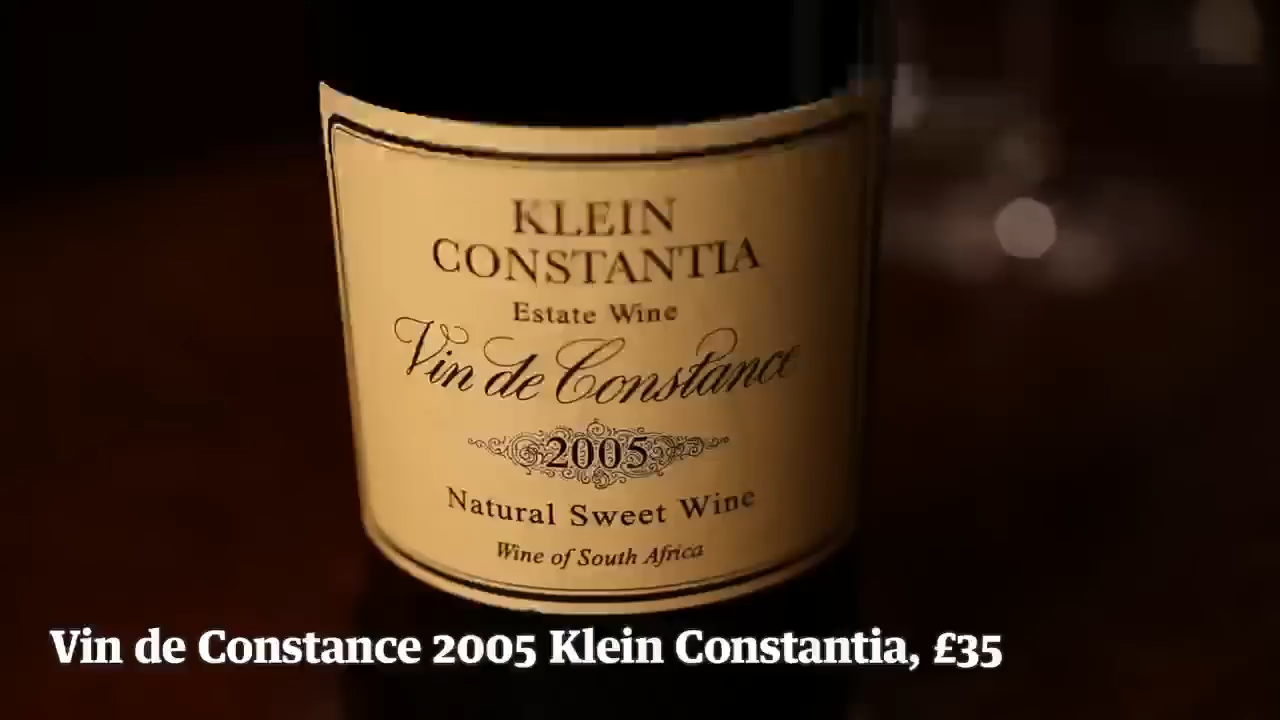 KLEIN
CONSTANTIA
Estate Wine
Vin de Constance
2005
Natural Sweet Wine
Wine of South Africa
Vin de Constance 2005 Klein Constantia, £35